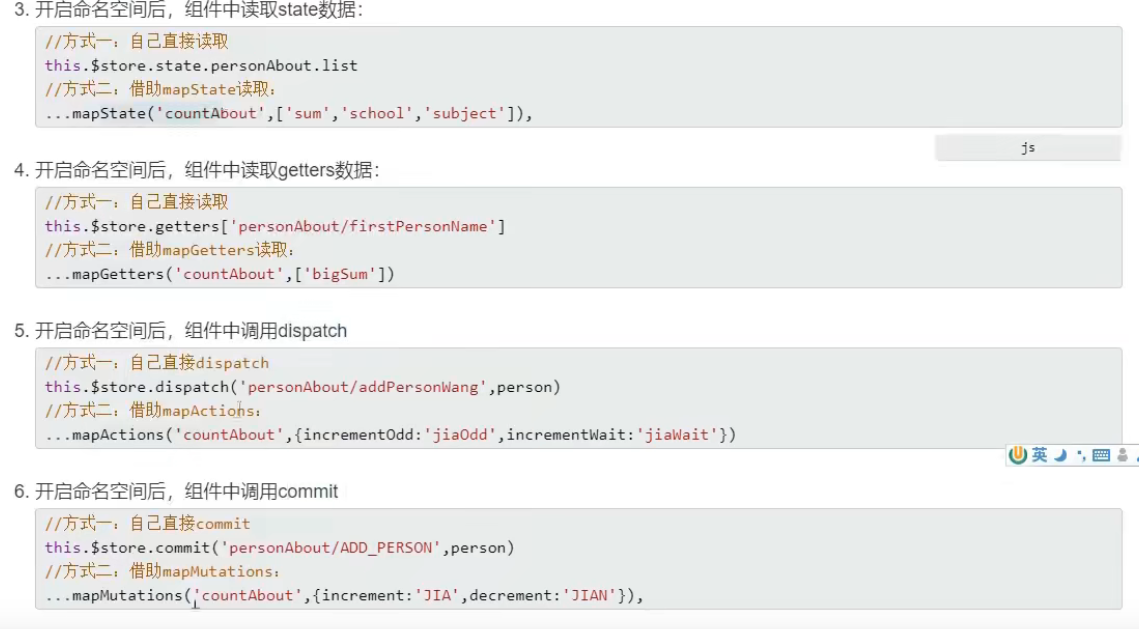 3. 开启命名空间后，组件中读取state数据：
//方式一：自己直接读取
this.$store.state.personAbout.list
//方式二：借助mapState读取：
...mapState('countAbout',['sum','school','subject']),
js
4. 开启命名空间后，组件中读取getters数据：
//方式一：自己直接读取
this.$store.getters['personAbout/firstPersonName']
//方式二：借助mapGetters读取：
...mapGetters('countAbout',['bigSum'])
5. 开启命名空间后，组件中调用dispatch
//方式一：自己直接dispatch
this.$store.dispatch('personAbout/addPersonWang',person)
//方式二：借助mapActions：
...mapActions('countAbout',{incrementOdd:'jiaOdd',incrementWait:'jiaWait'})
英
6. 开启命名空间后，组件中调用commit
//方式一：自己直接commit
this.$store.commit('personAbout/ADD_PERSON',person)
//方式二：借助mapMutations：
...mapMutations('countAbout',{increment:'JIA',decrement:'JIAN'}),